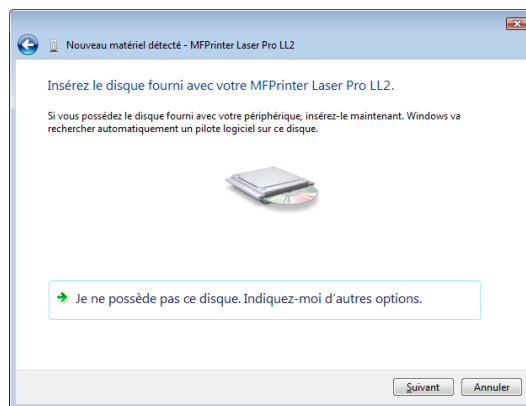 Nouveau matériel détecté - MFPrinter Laser Pro LL2
Insérez le disque fourni avec votre MFPrinter Laser Pro LL2.
Si vous possédez le disque fourni avec votre périphérique, insérez-le maintenant. Windows va
rechercher automatiquement un pilote logiciel sur ce disque.
Je ne possède pas ce disque. Indiquez-moi d'autres options.
Suivant
Annuler